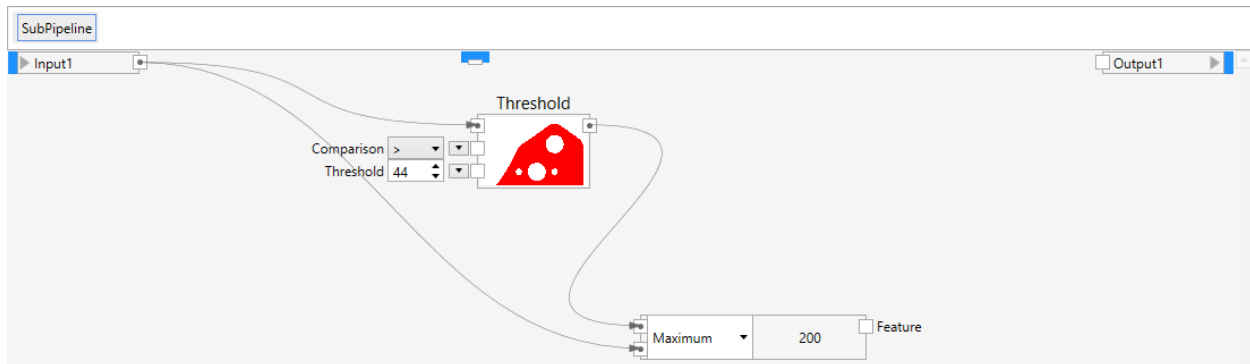 SubPipeline
Input1
Output1
Threshold
Comparison >
Threshold 44
Maximum 200 Feature